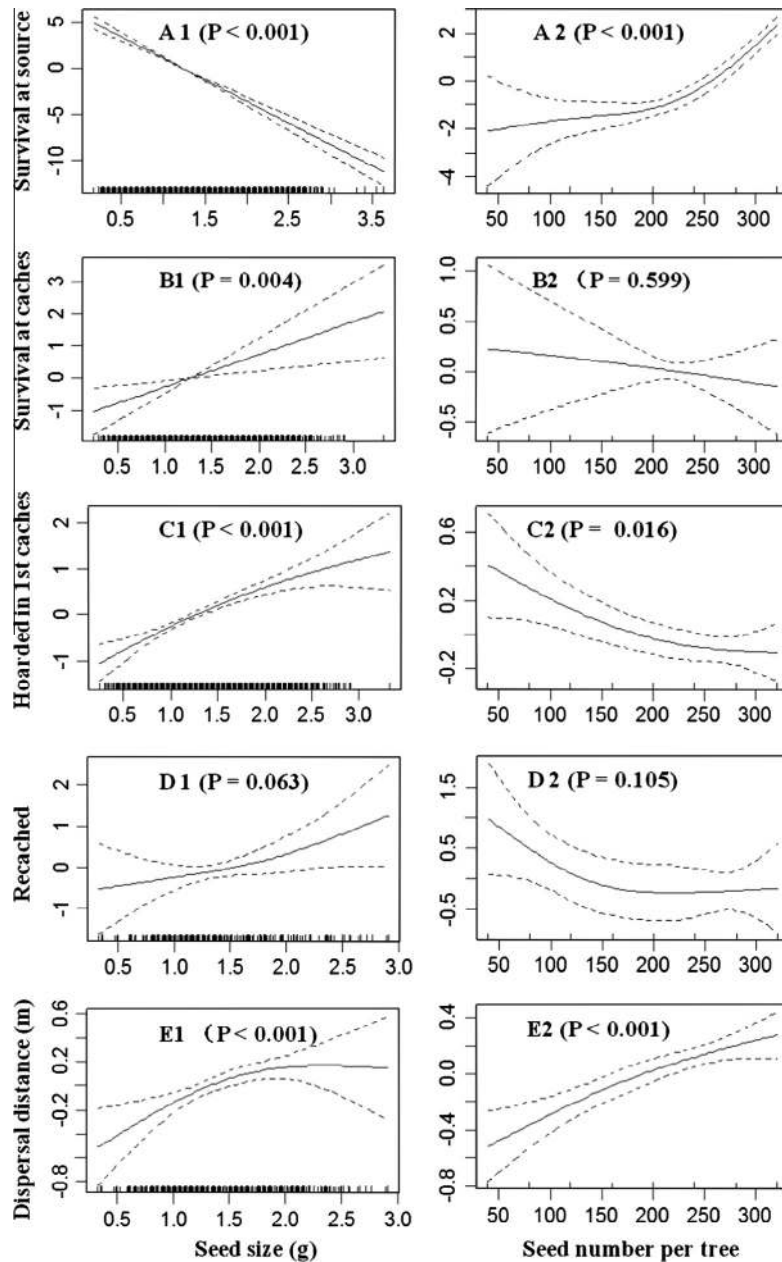 A 1 (P < 0.001)
A 2 (P < 0.001)
Survival at source
5
0
-5
-10
2
0
-2
-4
0.5 1.5 2.5 3.5
50 100 150 200 250 300
B1 (P = 0.004)
B2 (P = 0.599)
Survival at caches
3
2
1
0
-1
1.0
0.5
0.0
-0.5
0.5 1.0 1.5 2.0 2.5 3.0
50 100 150 200 250 300
C1 (P < 0.001)
C2 (P = 0.016)
Hoarded in 1st caches
2
1
0
-1
0.6
0.2
-0.2
0.5 1.0 1.5 2.0 2.5 3.0
50 100 150 200 250 300
D 1 (P = 0.063)
D 2 (P = 0.105)
Recached
2
1
0
-1
1.5
0.5
-0.5
0.5 1.0 1.5 2.0 2.5 3.0
50 100 150 200 250 300
E1 (P < 0.001)
E2 (P < 0.001)
Dispersal distance (m)
0.6
0.2
-0.2
-0.8
0.4
0.0
-0.4
-0.8
0.5 1.0 1.5 2.0 2.5 3.0
50 100 150 200 250 300
Seed size (g)
Seed number per tree